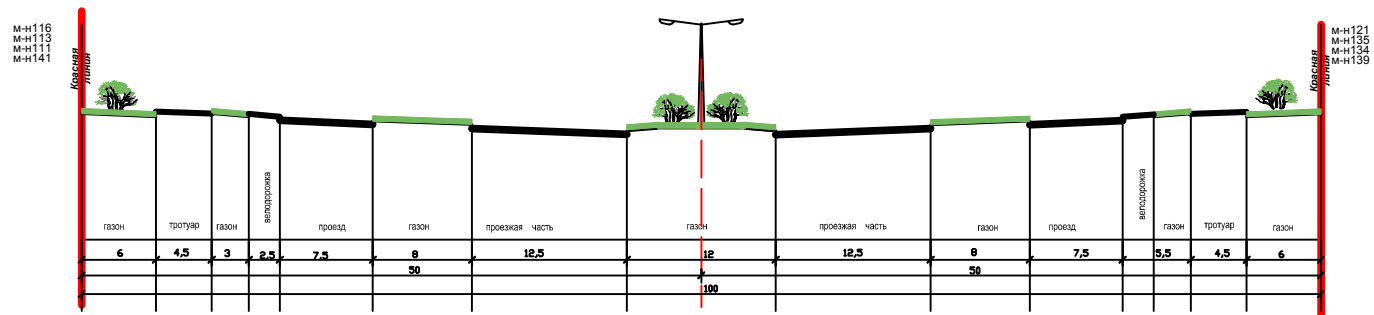 м-н116
м-н113
м-н111
м-н141
Красная
линия
м-н121
м-н135
м-н134
м-н139
Красная
линия
газон
тротуар
газон
велодорожка
проезд
газон
проезжая часть
газон
проезжая часть
газон
проезд
велодорожка
газон
тротуар
газон
6
4,5
3
2.5
7,5
8
12,5
12
12,5
8
7,5
5,5
4,5
6
50
50
100